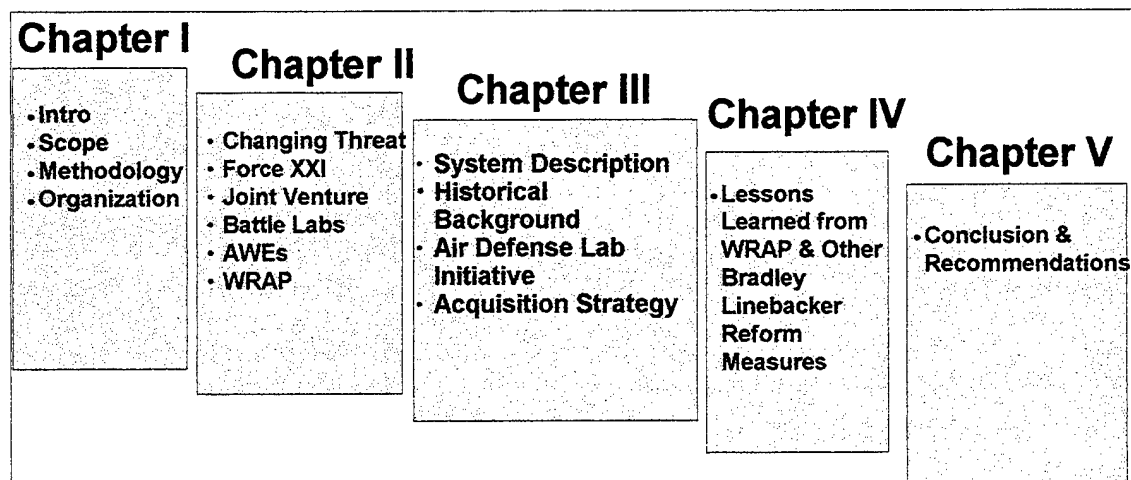 Chapter I
•Intro
•Scope
•Methodology
•Organization
Chapter II
• Changing Threat
• Force XXI
• Joint Venture
• Battle Labs
• AWEs
• WRAP
Chapter III
• System Description
• Historical
Background
• Air Defense Lab
Initiative
• Acquisition Strategy
Chapter IV
•Lessons
Learned from
WRAP & Other
Bradley
Linebacker
Reform
Measures
Chapter V
•Conclusion &
Recommendations